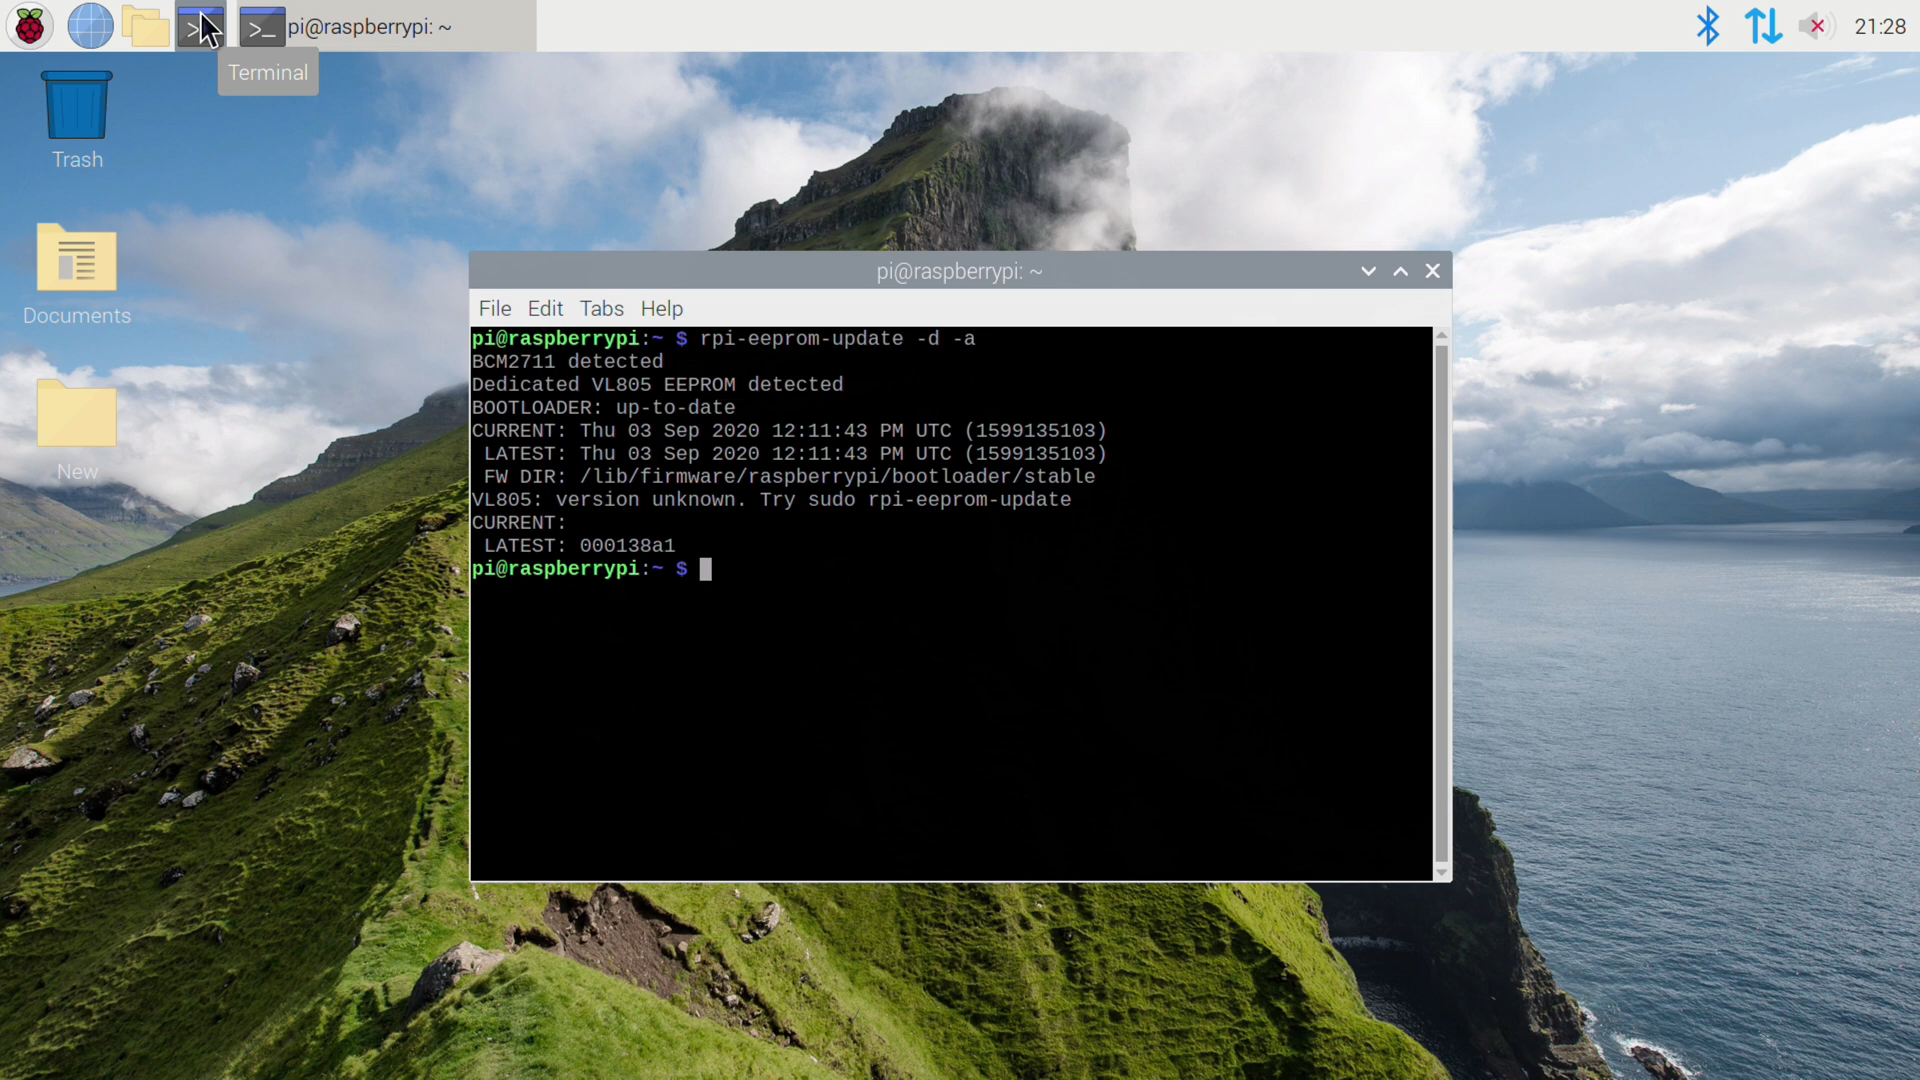 pi@raspberrypi: ~
21:28
Terminal
Trash
Documents
New
pi@raspberrypi: ~
File Edit Tabs Help
pi@raspberrypi:~ $ rpi-eeprom-update -d -a
BCM2711 detected
Dedicated VL805 EEPROM detected
BOOTLOADER: up-to-date
CURRENT: Thu 03 Sep 2020 12:11:43 PM UTC (1599135103)
LATEST: Thu 03 Sep 2020 12:11:43 PM UTC (1599135103)
FW DIR: /lib/firmware/raspberrypi/bootloader/stable
VL805: version unknown. Try sudo rpi-eeprom-update
CURRENT:
LATEST: 000138a1
pi@raspberrypi:~ $